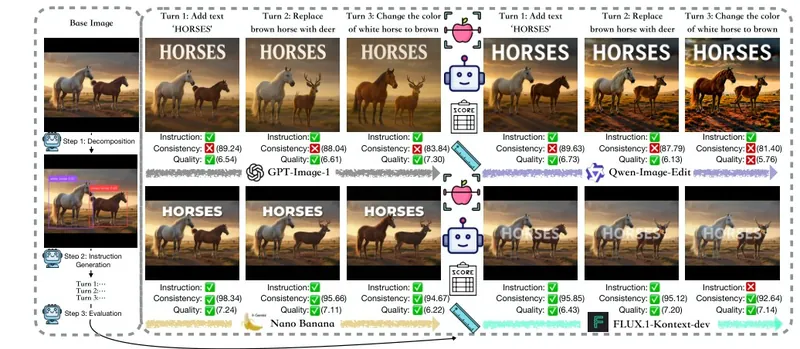 Base Image
Step 1: Decomposition
Step 2: Instruction
Generation
Turn 1:···
Turn 2:···
Turn 3:···
Step 3: Evaluation
Turn 1: Add text
'HORSES'
Turn 2: Replace
brown horse with deer
Turn 3: Change the color
of white horse to brown
HORSES
HORSES
HORSES
Instruction:
Consistency: (89.24)
Quality: (6.54)
Instruction:
Consistency: (88.04)
Quality: (6.61)
Instruction:
Consistency: (83.84)
Quality: (7.30)
GPT-Image-1
SCORE
Turn 1: Add text
'HORSES'
Turn 2: Replace
brown horse with deer
Turn 3: Change the color
of white horse to brown
HORSES
HORSES
HORSES
Instruction:
Consistency: (89.63)
Quality: (6.73)
Instruction:
Consistency: (87.79)
Quality: (6.13)
Instruction:
Consistency: (81.40)
Quality: (5.76)
Qwen-Image-Edit
HORSES
HORSES
HORSES
Instruction:
Consistency: (98.34)
Quality: (7.24)
Instruction:
Consistency: (95.66)
Quality: (7.11)
Instruction:
Consistency: (94.67)
Quality: (6.22)
Nano Banana
SCORE
HORSES
HORSES
HORSES
Instruction:
Consistency: (95.85)
Quality: (6.43)
Instruction:
Consistency: (95.12)
Quality: (7.20)
Instruction:
Consistency: (92.64)
Quality: (7.14)
FLUX.1-Kontext-dev